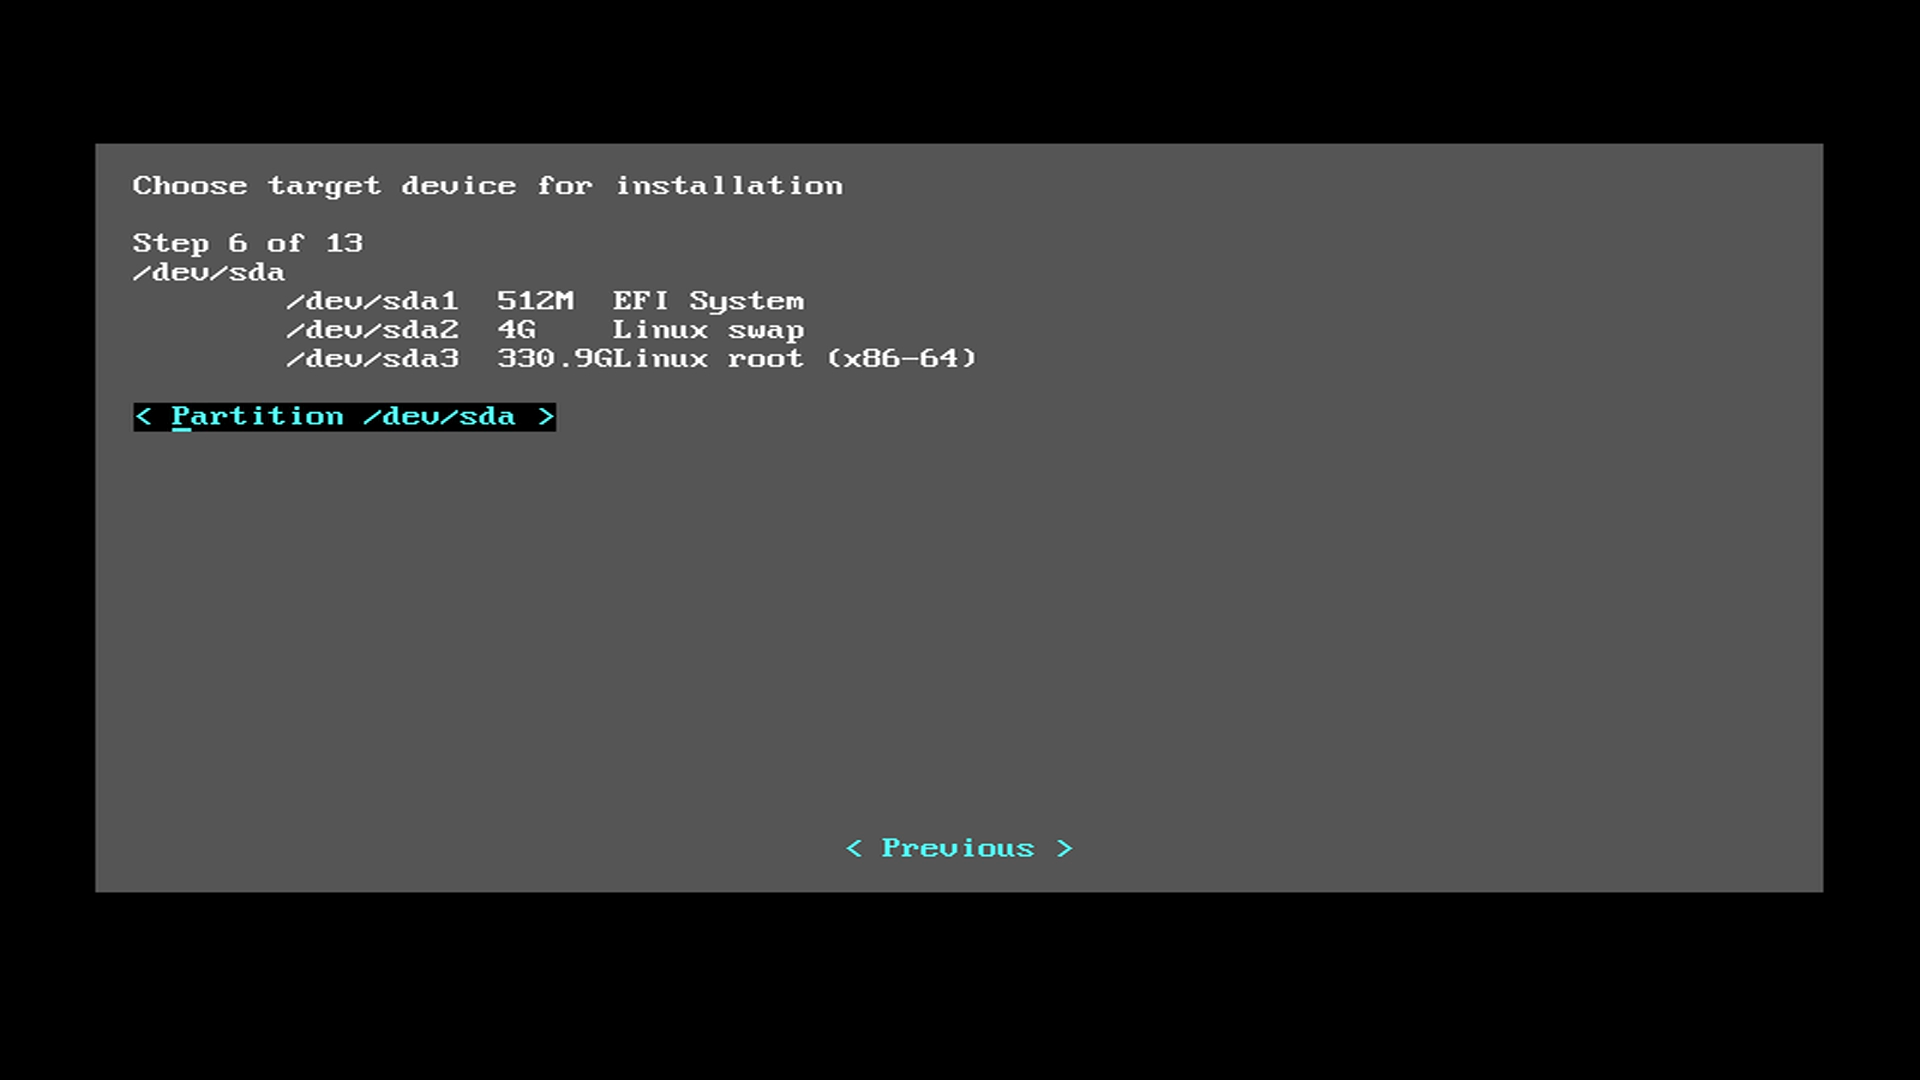 Choose target device for installation
Step 6 of 13
/dev/sda
/dev/sda1 512M EFI System
/dev/sda2 4G Linux swap
/dev/sda3 330.9GLinux root (x86-64)
< Partition /dev/sda >
< Previous >